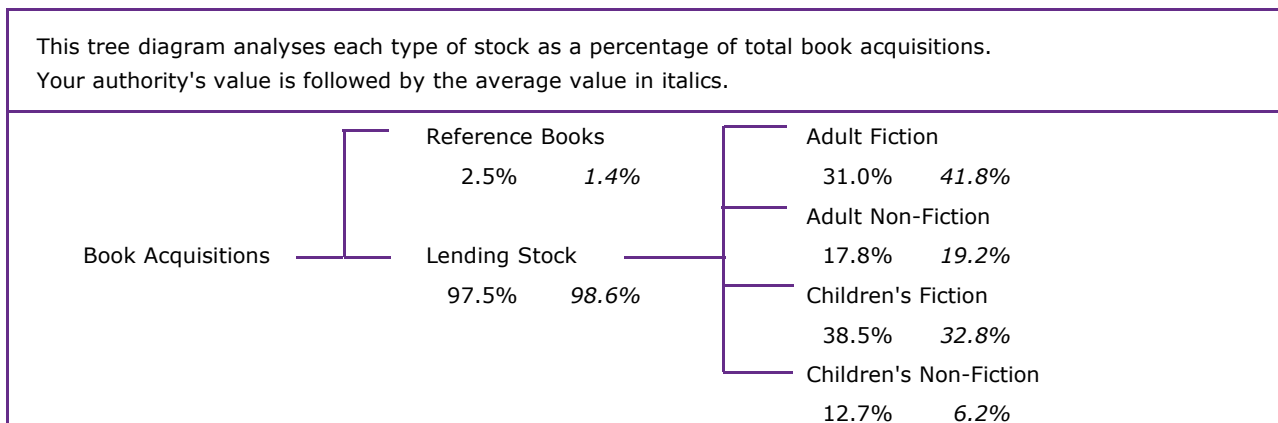 This tree diagram analyses each type of stock as a percentage of total book acquisitions.
Your authority's value is followed by the average value in italics.
Reference Books
2.5% 1.4%
Book Acquisitions
Lending Stock
97.5% 98.6%
Adult Fiction
31.0% 41.8%
Adult Non-Fiction
17.8% 19.2%
Children's Fiction
38.5% 32.8%
Children's Non-Fiction
12.7% 6.2%